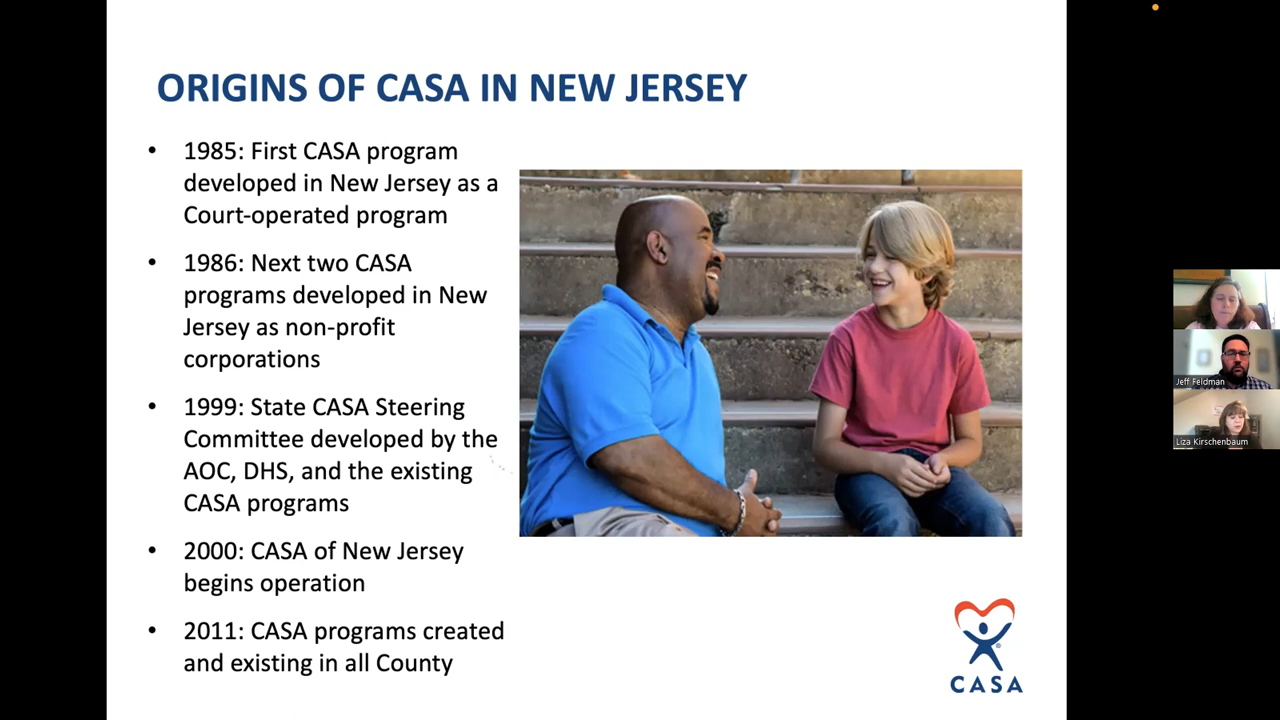 ORIGINS OF CASA IN NEW JERSEY
• 1985: First CASA program
developed in New Jersey as a
Court-operated program
• 1986: Next two CASA
programs developed in New
Jersey as non-profit
corporations
• 1999: State CASA Steering
Committee developed by the
AOC, DHS, and the existing
CASA programs
• 2000: CASA of New Jersey
begins operation
• 2011: CASA programs created
and existing in all County
®
CASA
Jeff Feldman
Liza Kirschenbaum